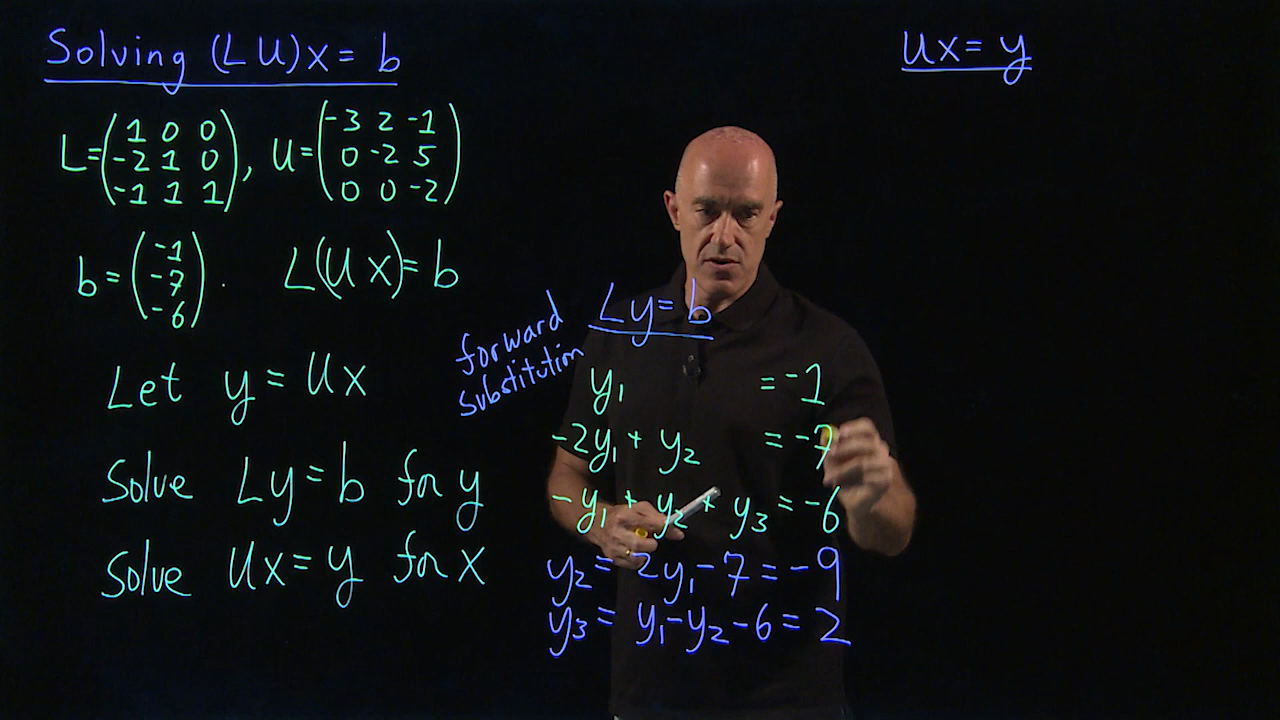 Solving (LU)x = b
L = (1 0 0
-2 1 0
-1 1 1), U = (-3 2 -1
0 -2 5
0 0 -2)
b = (-1
-7
-6). L(Ux) = b
Let y = Ux
Solve Ly = b for y
Solve Ux = y for x
forward
substitution
Ly = b
y₁ = -1
-2y₁ + y₂ = -7
-y₁ + y₂ + y₃ = -6
y₂ = 2y₁ - 7 = -9
y₃ = y₁ - y₂ - 6 = 2
Ux = y